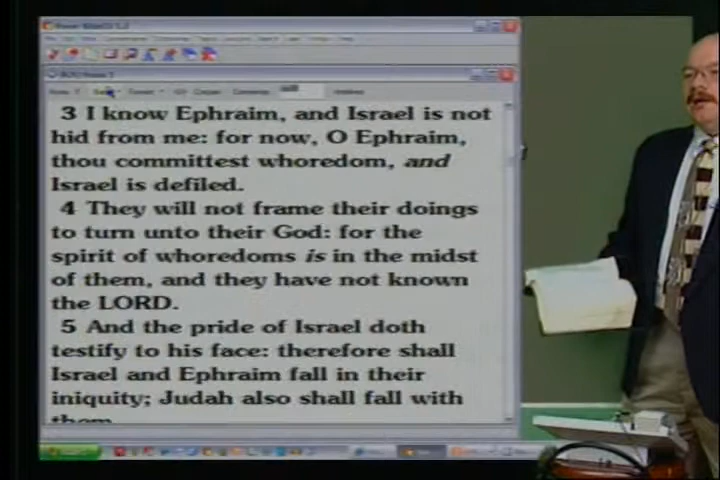 3 I know Ephraim, and Israel is not
hid from me: for now, O Ephraim,
thou committest whoredom, and
Israel is defiled.
4 They will not frame their doings
to turn unto their God: for the
spirit of whoredoms is in the midst
of them, and they have not known
the LORD.
5 And the pride of Israel doth
testify to his face: therefore shall
Israel and Ephraim fall in their
iniquity; Judah also shall fall with
them